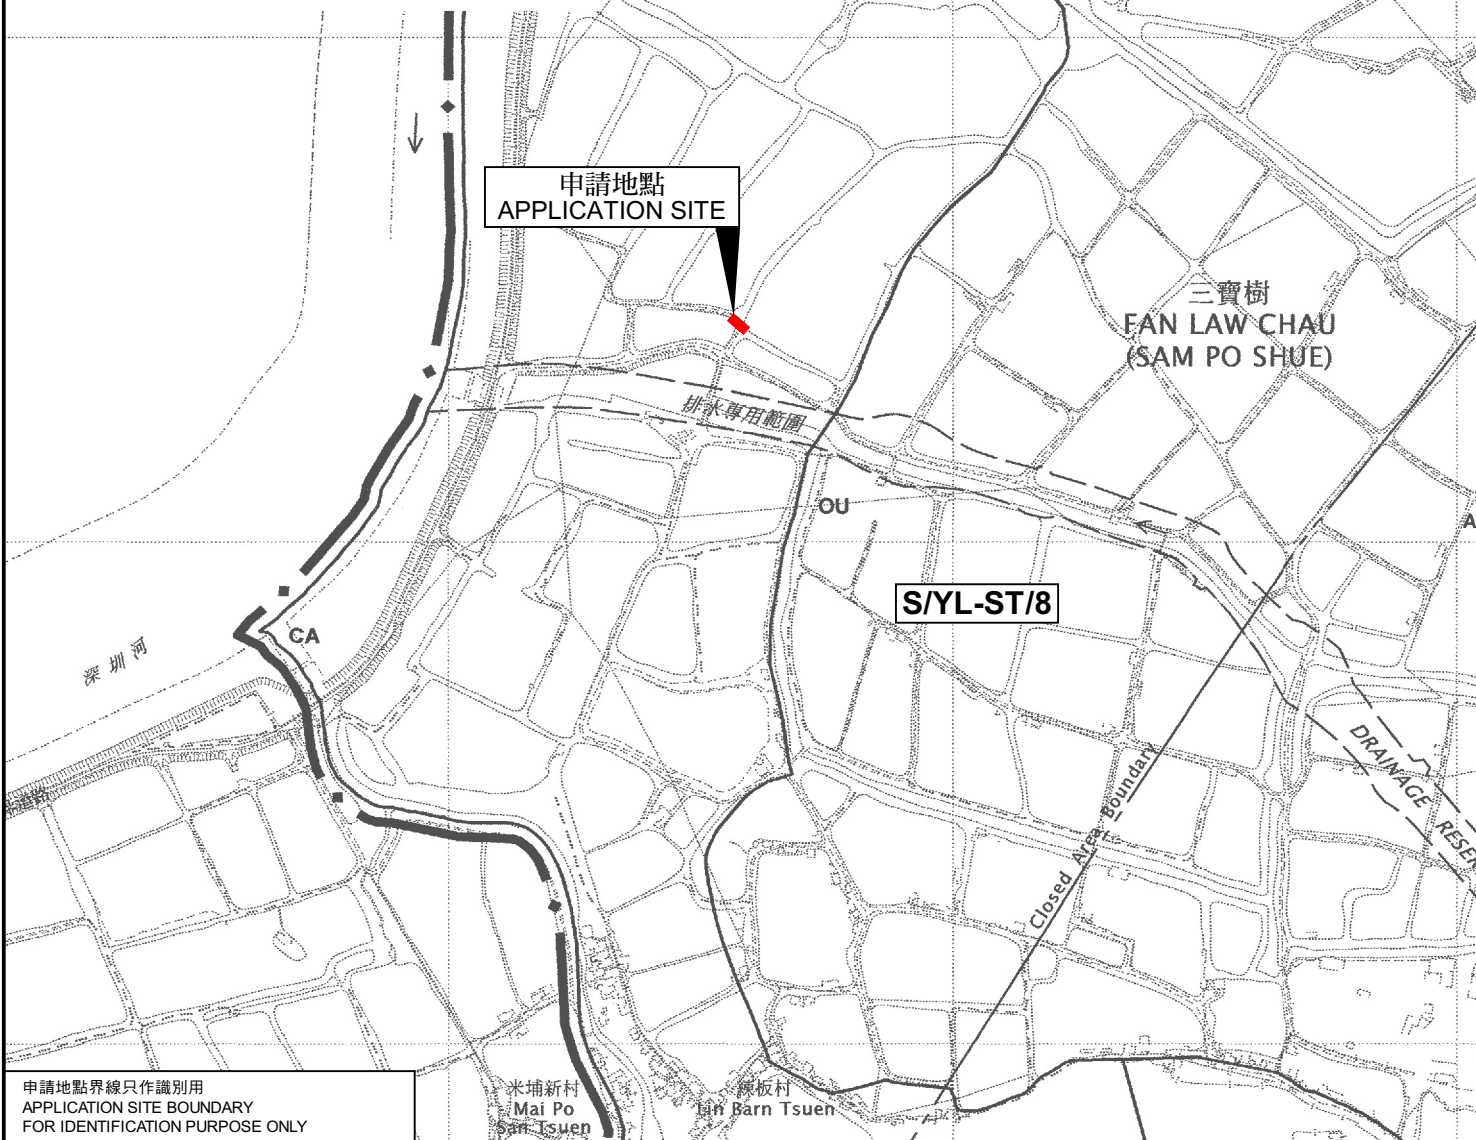 申請地點
APPLICATION SITE
三寶樹
FAN LAW CHAU
(SAM PO SHUE)
排水專用範圍
OU
A
S/YL-ST/8
CA
深圳河
DRAINAGE
RESER
Closed Area Boundary
米埔新村
Mai Po
San Tsuen
Lin Barn Tsuen
申請地點界線只作識別用
APPLICATION SITE BOUNDARY
FOR IDENTIFICATION PURPOSE ONLY